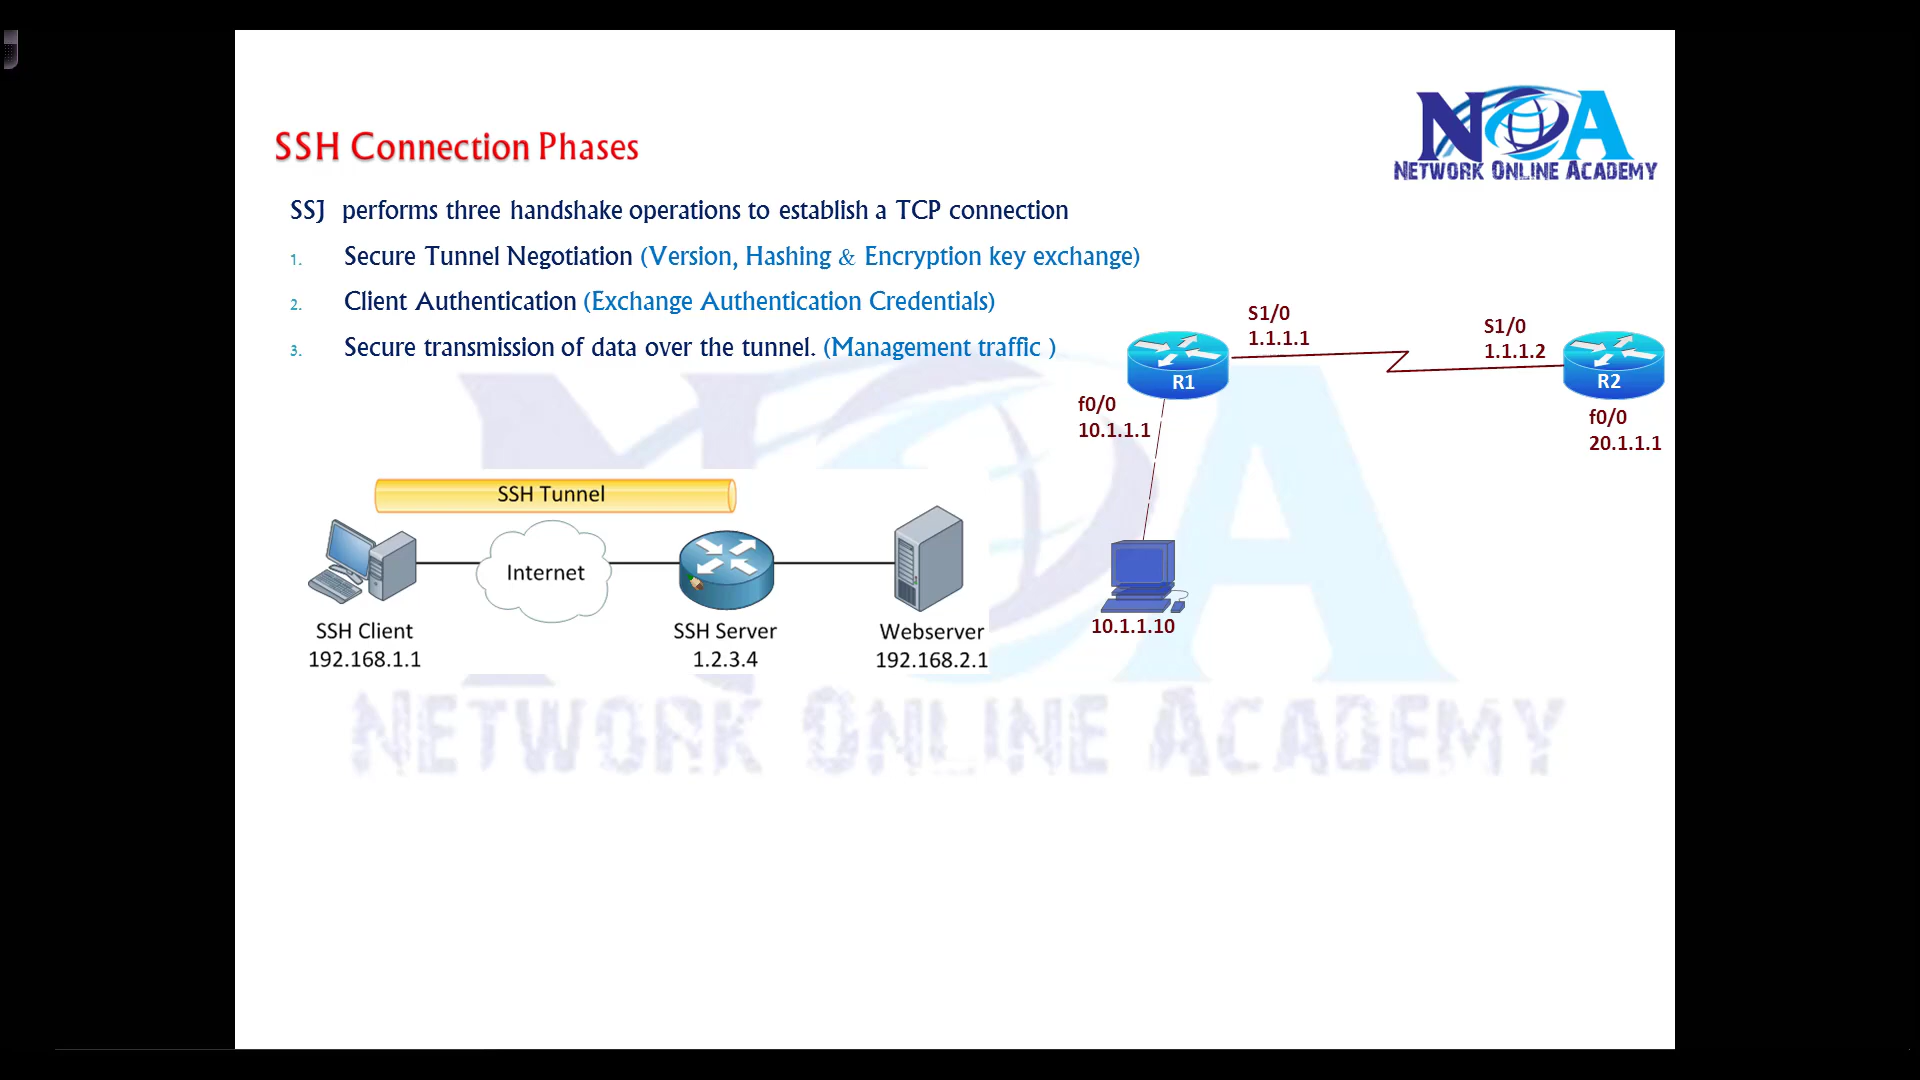 NOA
NETWORK ONLINE ACADEMY
SSH Connection Phases
SSJ performs three handshake operations to establish a TCP connection
1. Secure Tunnel Negotiation (Version, Hashing & Encryption key exchange)
2. Client Authentication (Exchange Authentication Credentials)
3. Secure transmission of data over the tunnel. (Management traffic )
S1/0
1.1.1.1
S1/0
1.1.1.2
R1
R2
f0/0
10.1.1.1
f0/0
20.1.1.1
10.1.1.10
SSH Tunnel
Internet
SSH Client
192.168.1.1
SSH Server
1.2.3.4
Webserver
192.168.2.1
NOA
NETWORK ONLINE ACADEMY